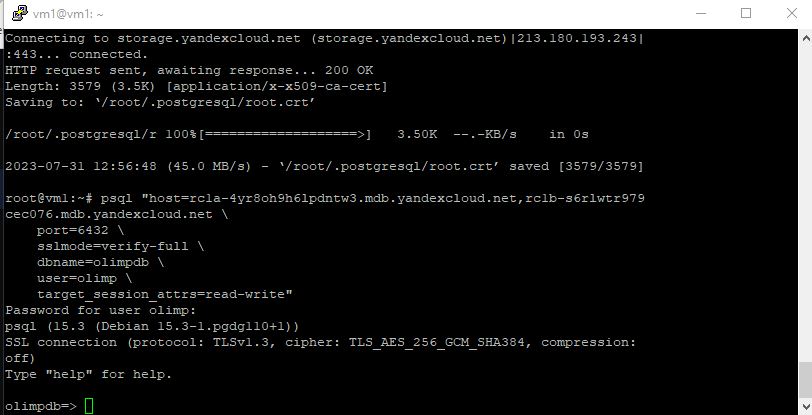 vm1@vm1: ~
Connecting to storage.yandexcloud.net (storage.yandexcloud.net)|213.180.193.243|
:443... connected.
HTTP request sent, awaiting response... 200 OK
Length: 3579 (3.5K) [application/x-x509-ca-cert]
Saving to: ‘/root/.postgresql/root.crt’
/root/.postgresql/r 100%[===================>]   3.50K  --.-KB/s    in 0s
2023-07-31 12:56:48 (45.0 MB/s) - ‘/root/.postgresql/root.crt’ saved [3579/3579]
root@vm1:~# psql "host=rc1a-4yr8oh9h6lpdntw3.mdb.yandexcloud.net,rc1b-s6rlwtr979
cec076.mdb.yandexcloud.net \
    port=6432 \
    sslmode=verify-full \
    dbname=olimpdb \
    user=olimp \
    target_session_attrs=read-write"
Password for user olimp:
psql (15.3 (Debian 15.3-1.pgdg110+1))
SSL connection (protocol: TLSv1.3, cipher: TLS_AES_256_GCM_SHA384, compression:
off)
Type "help" for help.
olimpdb=>